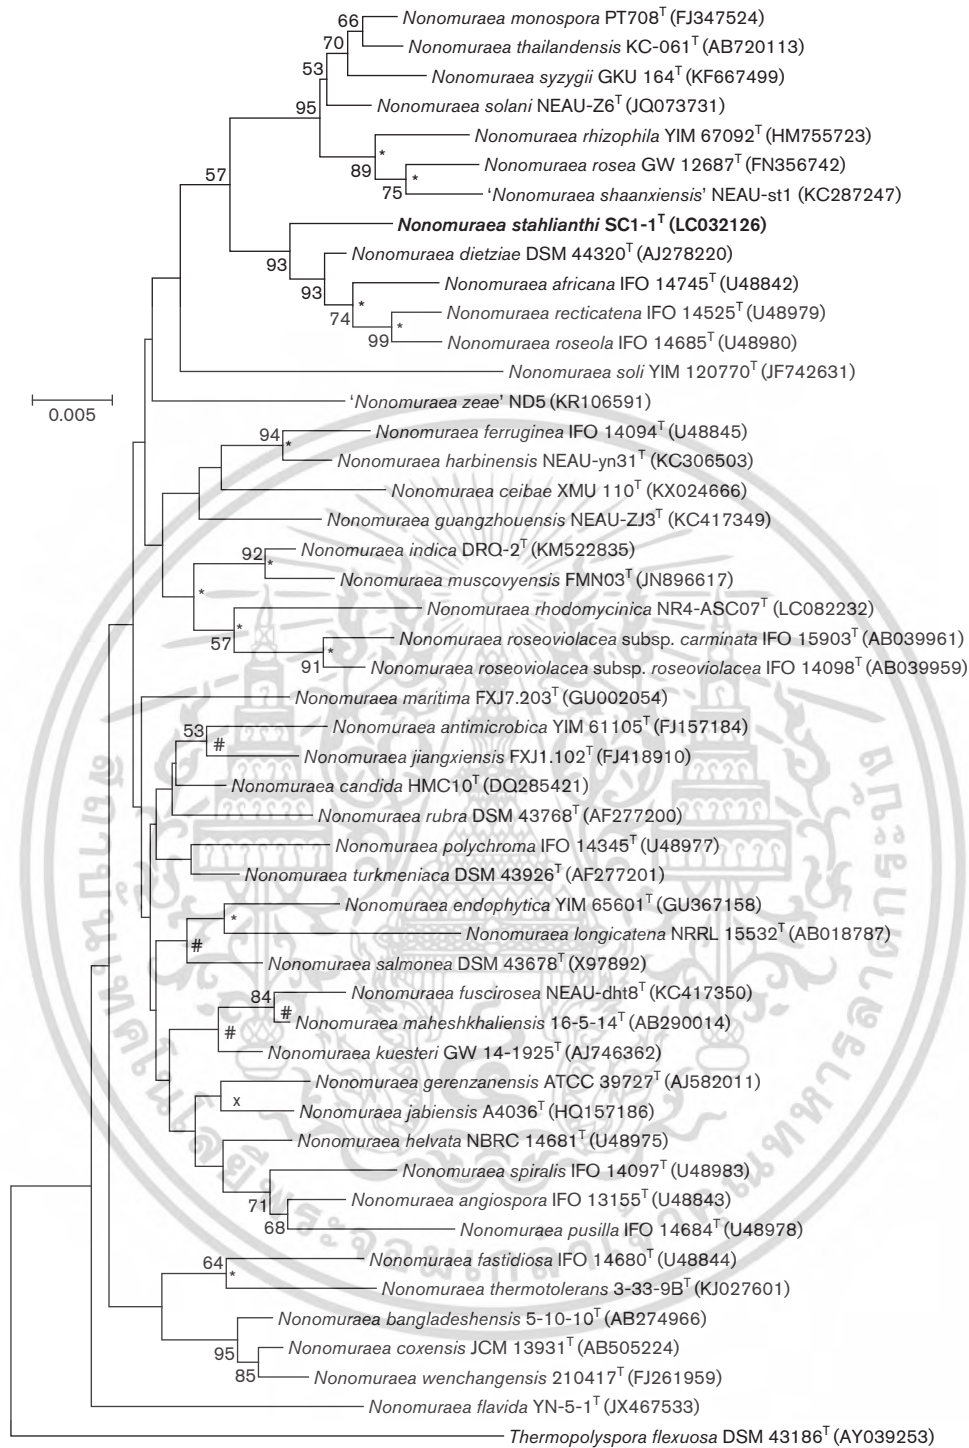 66
Nonomuraea monospora PT708T (FJ347524)
70
Nonomuraea thailandensis KC-061T (AB720113)
53
Nonomuraea syzygii GKU 164T (KF667499)
95
Nonomuraea solani NEAU-Z6T (JQ073731)
Nonomuraea rhizophila YIM 67092T (HM755723)
*
89
Nonomuraea rosea GW 12687T (FN356742)
*
75
'Nonomuraea shaanxiensis' NEAU-st1 (KC287247)
57
Nonomuraea stahlianthi SC1-1T (LC032126)
93
Nonomuraea dietziae DSM 44320T (AJ278220)
93
Nonomuraea africana IFO 14745T (U48842)
*
74
Nonomuraea recticatena IFO 14525T (U48979)
*
99
Nonomuraea roseola IFO 14685T (U48980)
Nonomuraea soli YIM 120770T (JF742631)
0.005
'Nonomuraea zeae' ND5 (KR106591)
94
*
Nonomuraea ferruginea IFO 14094T (U48845)
Nonomuraea harbinensis NEAU-yn31T (KC306503)
Nonomuraea ceibae XMU 110T (KX024666)
Nonomuraea guangzhouensis NEAU-ZJ3T (KC417349)
92
*
Nonomuraea indica DRQ-2T (KM522835)
Nonomuraea muscovyensis FMN03T (JN896617)
*
Nonomuraea rhodomycinica NR4-ASC07T (LC082232)
*
57
Nonomuraea roseoviolacea subsp. carminata IFO 15903T (AB039961)
*
91
Nonomuraea roseoviolacea subsp. roseoviolacea IFO 14098T (AB039959)
Nonomuraea maritima FXJ7.203T (GU002054)
53
#
Nonomuraea antimicrobica YIM 61105T (FJ157184)
Nonomuraea jiangxiensis FXJ1.102T (FJ418910)
Nonomuraea candida HMC10T (DQ285421)
Nonomuraea rubra DSM 43768T (AF277200)
Nonomuraea polychroma IFO 14345T (U48977)
Nonomuraea turkmeniaca DSM 43926T (AF277201)
Nonomuraea endophytica YIM 65601T (GU367158)
*
Nonomuraea longicatena NRRL 15532T (AB018787)
#
Nonomuraea salmonea DSM 43678T (X97892)
84
#
Nonomuraea fuscirosea NEAU-dht8T (KC417350)
Nonomuraea maheshkhaliensis 16-5-14T (AB290014)
#
Nonomuraea kuesteri GW 14-1925T (AJ746362)
Nonomuraea gerenzanensis ATCC 39727T (AJ582011)
x
Nonomuraea jabiensis A4036T (HQ157186)
Nonomuraea helvata NBRC 14681T (U48975)
Nonomuraea spiralis IFO 14097T (U48983)
71
Nonomuraea angiospora IFO 13155T (U48843)
68
Nonomuraea pusilla IFO 14684T (U48978)
64
*
Nonomuraea fastidiosa IFO 14680T (U48844)
Nonomuraea thermotolerans 3-33-9BT (KJ027601)
Nonomuraea bangladeshensis 5-10-10T (AB274966)
95
Nonomuraea coxensis JCM 13931T (AB505224)
85
Nonomuraea wenchangensis 210417T (FJ261959)
Nonomuraea flavida YN-5-1T (JX467533)
Thermopolyspora flexuosa DSM 43186T (AY039253)